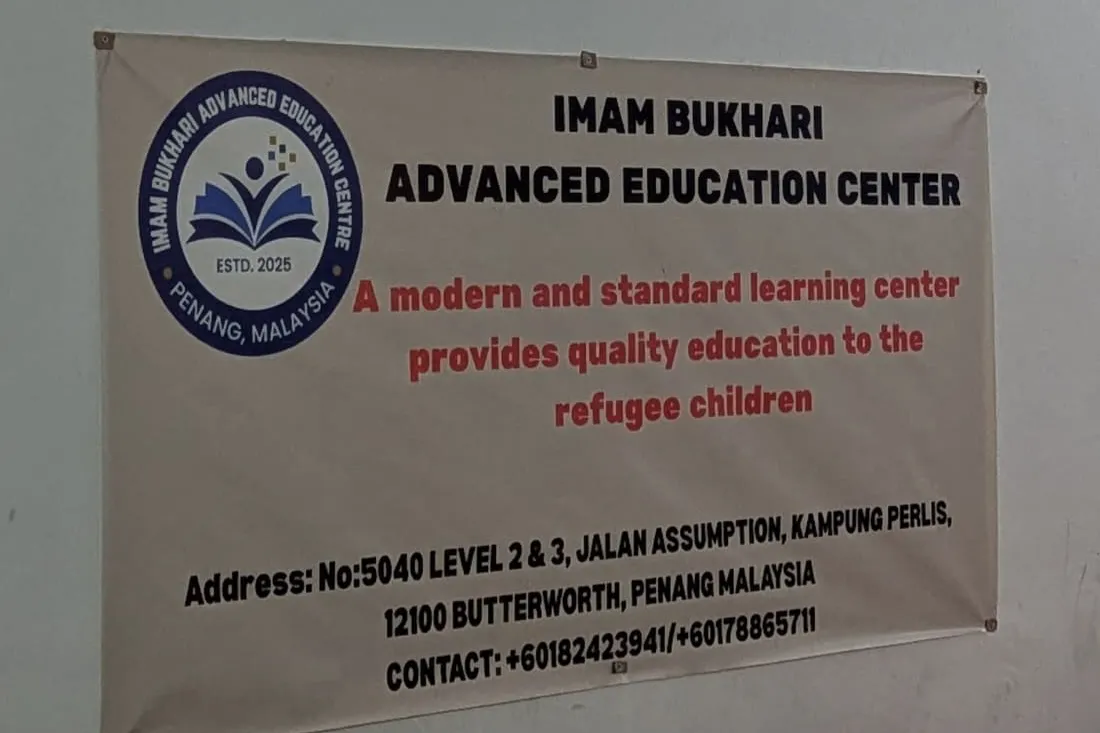 IMAM BUKHARI ADVANCED EDUCATION CENTRE
ESTD. 2025
PENANG, MALAYSIA
IMAM BUKHARI
ADVANCED EDUCATION CENTER
A modern and standard learning center
provides quality education to the
refugee children
Address: No:5040 LEVEL 2 & 3, JALAN ASSUMPTION, KAMPUNG PERLIS,
12100 BUTTERWORTH, PENANG MALAYSIA
CONTACT: +60182423941/+60178865711